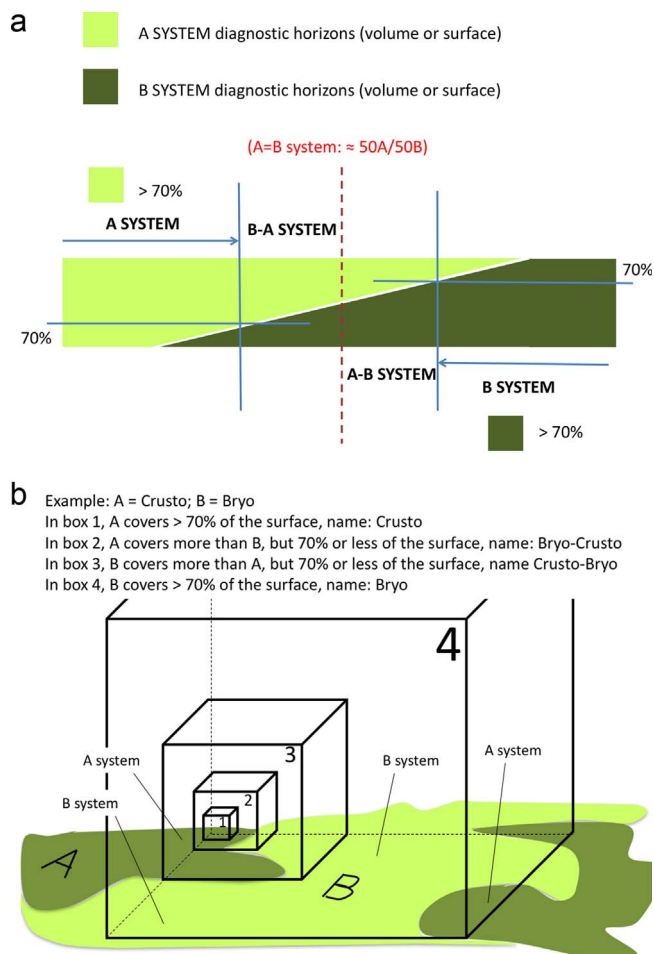 a
A SYSTEM diagnostic horizons (volume or surface)
B SYSTEM diagnostic horizons (volume or surface)
(A=B system: ≈ 50A/50B)
> 70%
A SYSTEM
B-A SYSTEM
70%
70%
A-B SYSTEM
B SYSTEM
> 70%
b
Example: A = Crusto; B = Bryo
In box 1, A covers > 70% of the surface, name: Crusto
In box 2, A covers more than B, but 70% or less of the surface, name: Bryo-Crusto
In box 3, B covers more than A, but 70% or less of the surface, name Crusto-Bryo
In box 4, B covers > 70% of the surface, name: Bryo
4
3
A system
B system
A system
2
B system
1
A
B